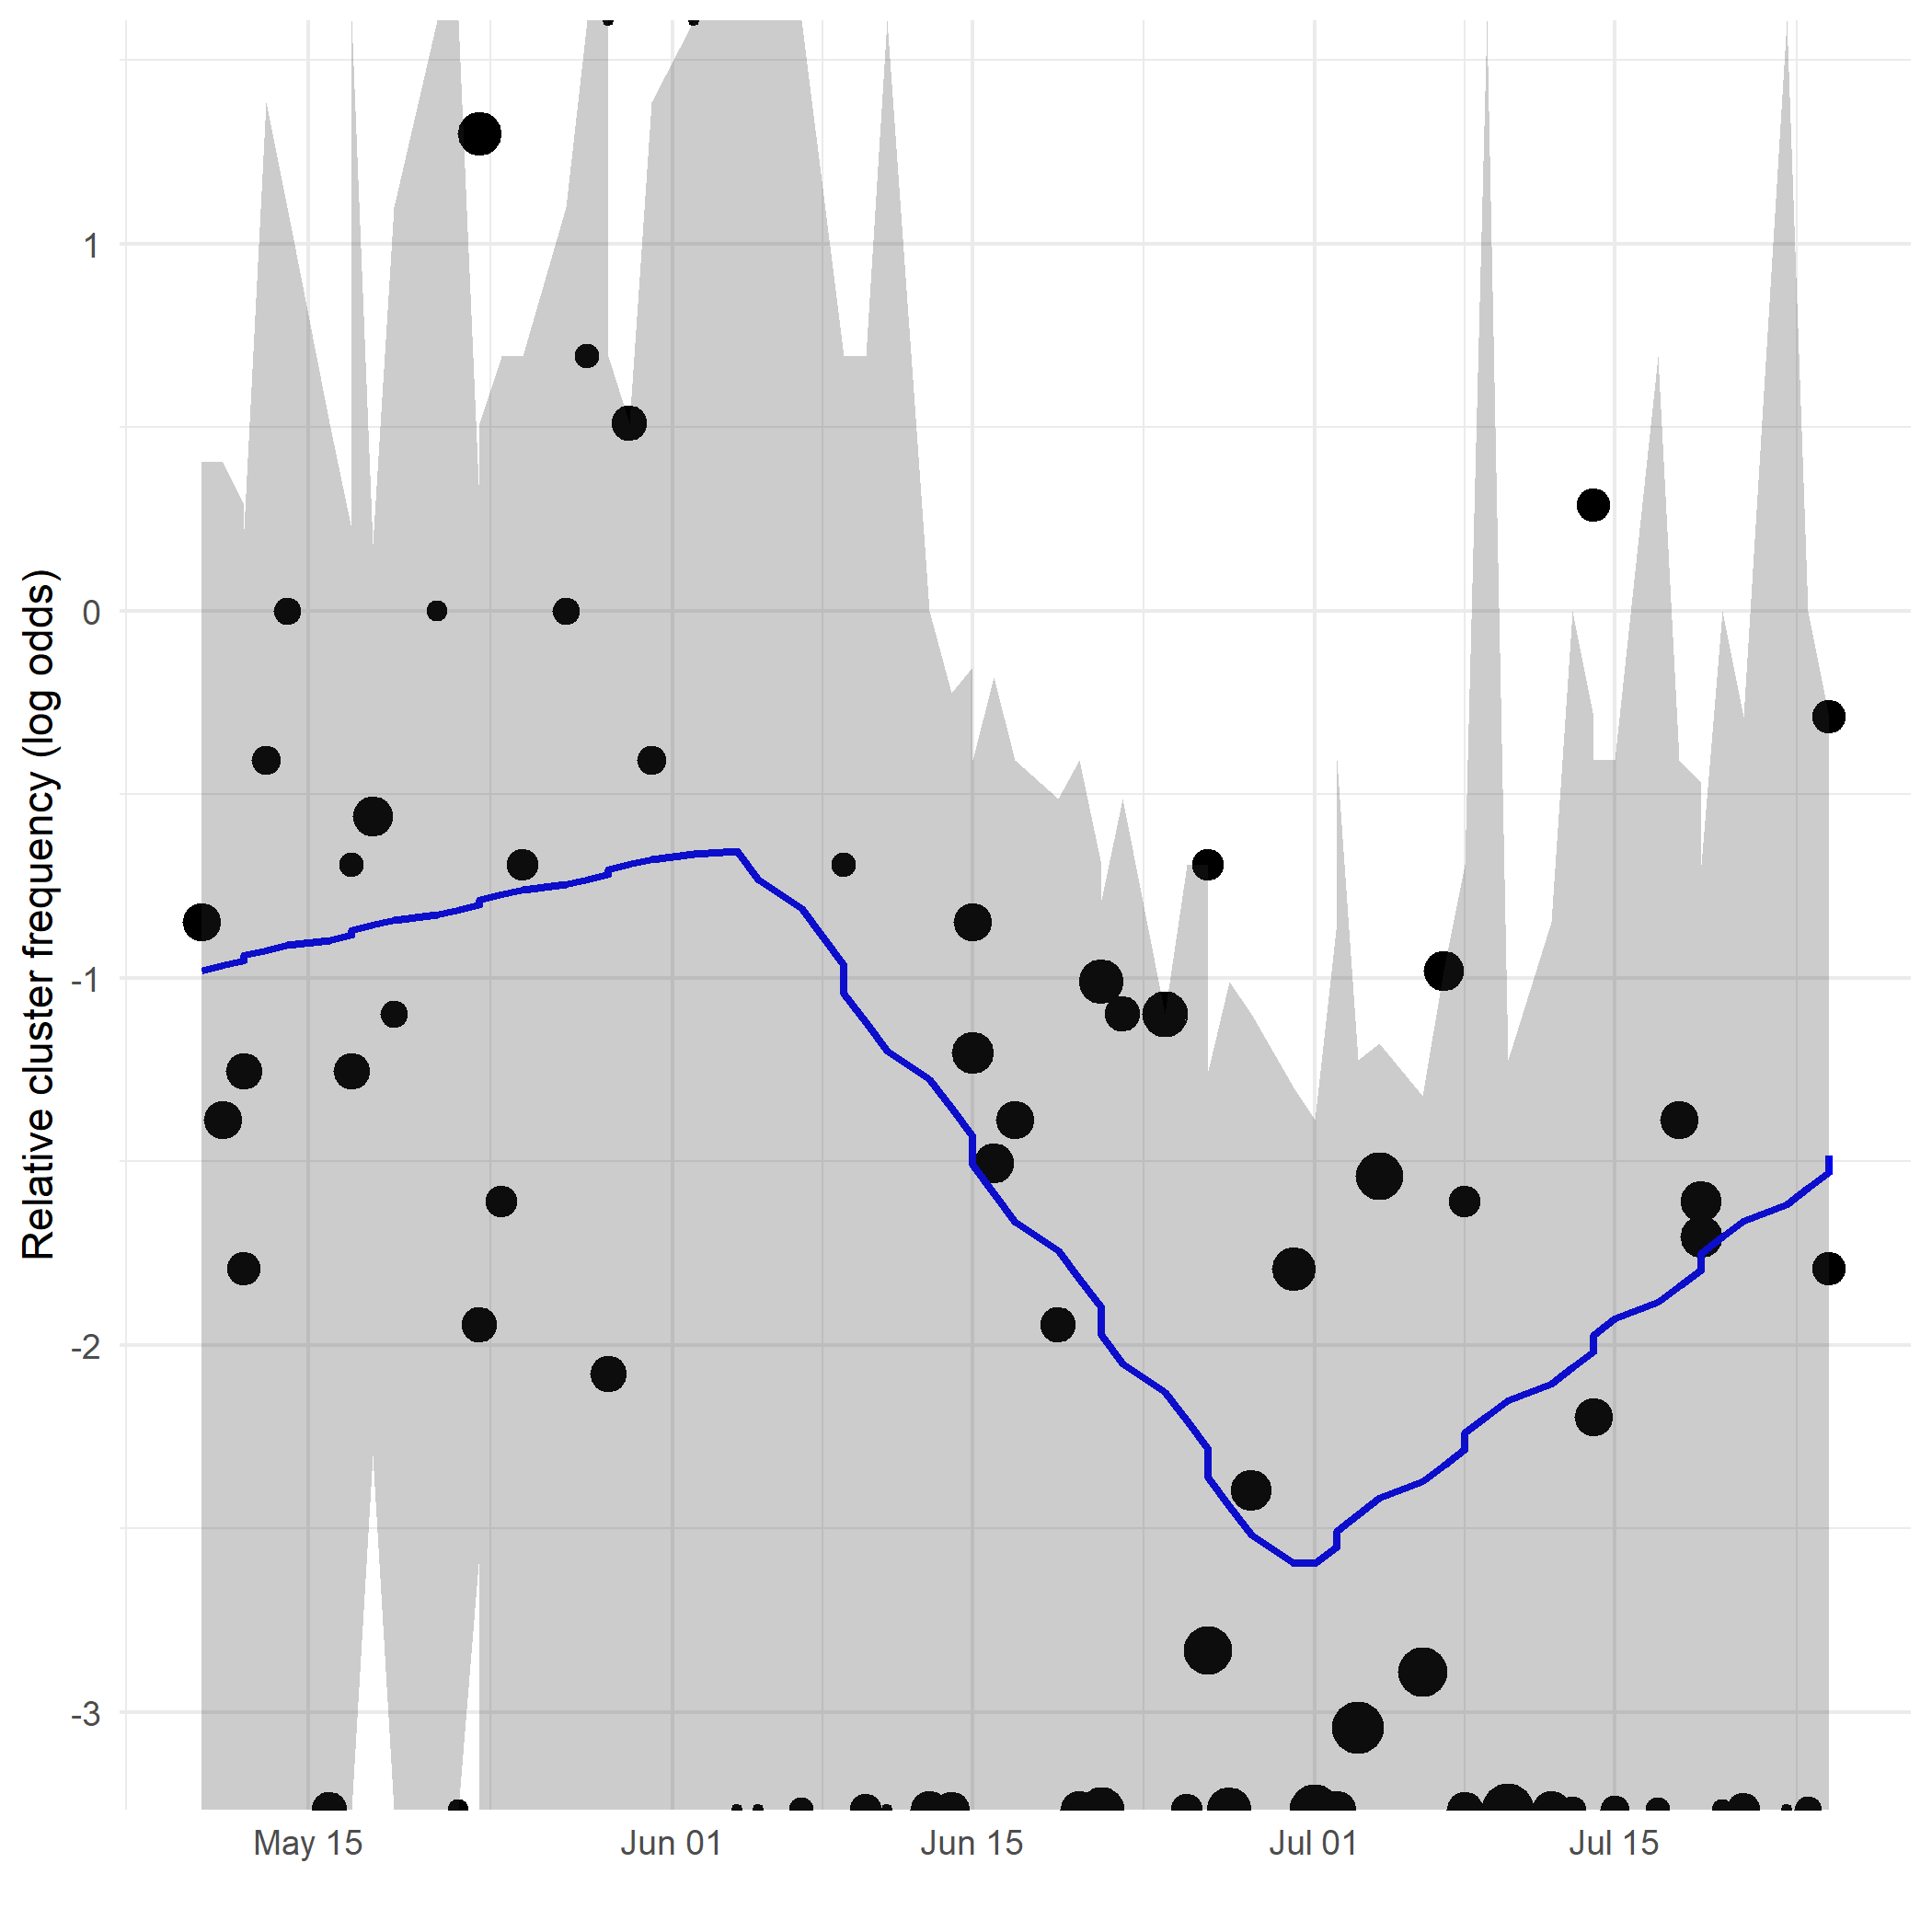 Relative cluster frequency (log odds)
1
0
-1
-2
-3
May 15
Jun 01
Jun 15
Jul 01
Jul 15